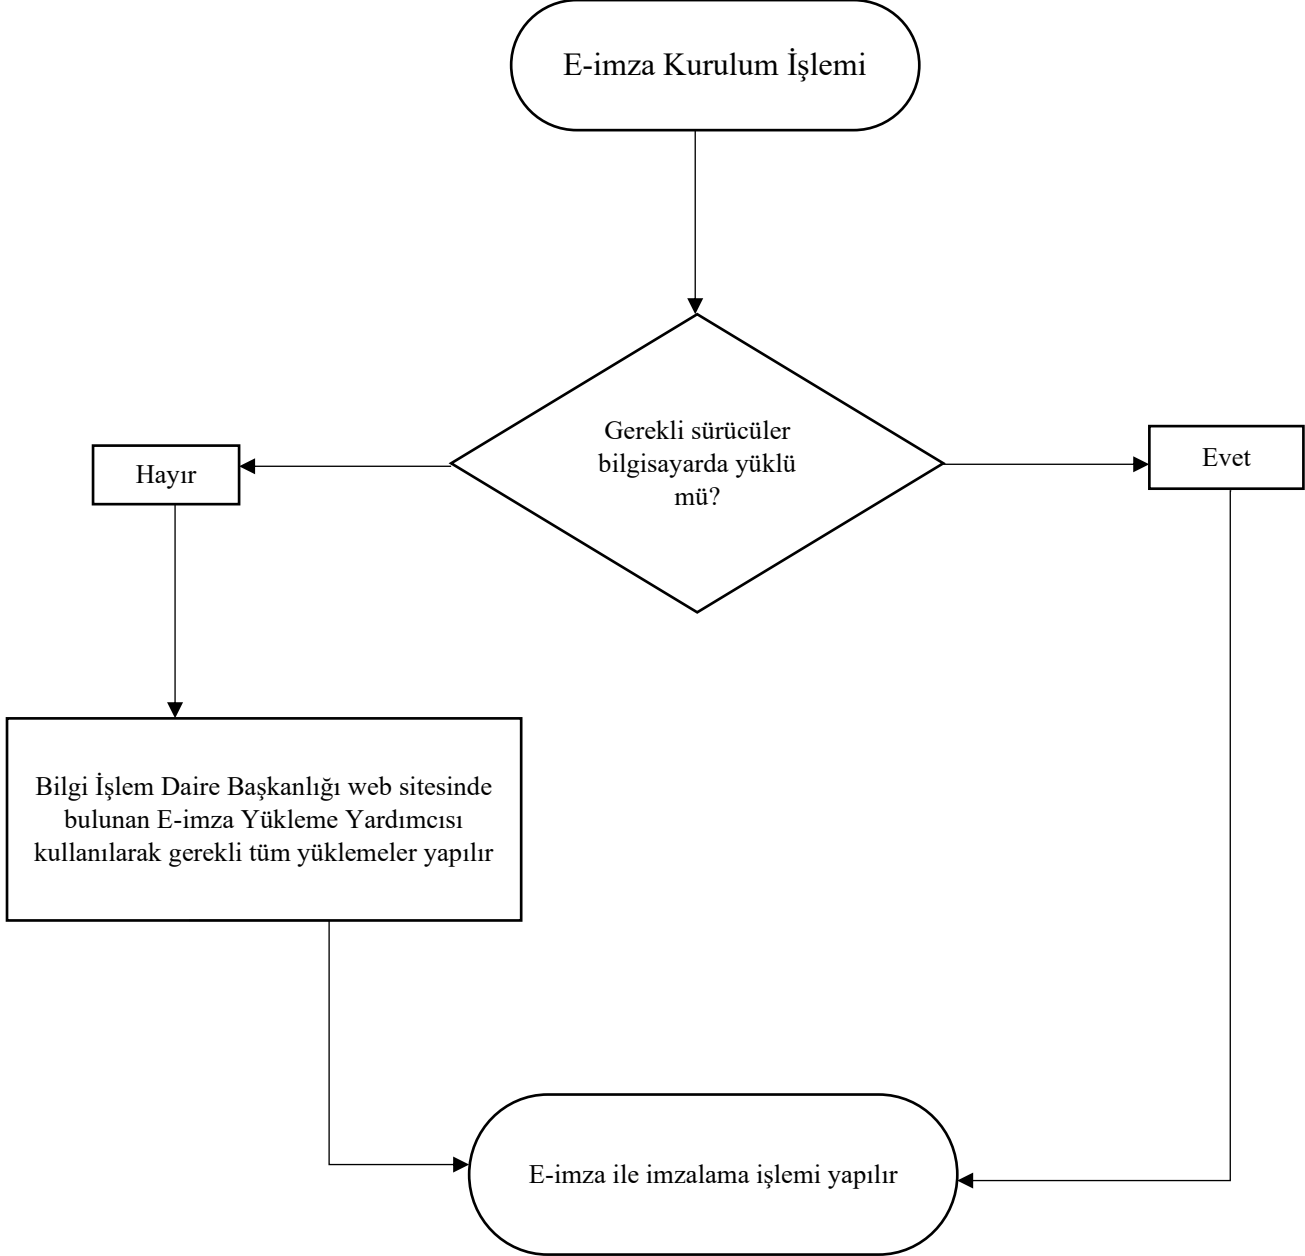 E-imza Kurulum İşlemi
Gerekli sürücüler
bilgisayarda yüklü
mü?
Hayır
Evet
Bilgi İşlem Daire Başkanlığı web sitesinde
bulunan E-imza Yükleme Yardımcısı
kullanılarak gerekli tüm yüklemeler yapılır
E-imza ile imzalama işlemi yapılır